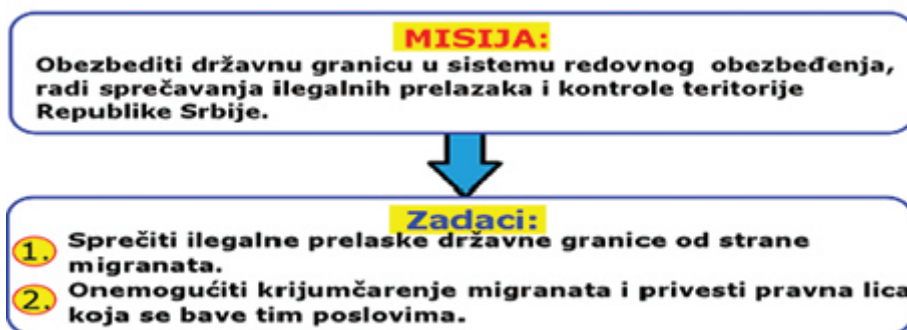 MISIJA:
Obezbediti državnu granicu u sistemu redovnog obezbeđenja,
radi sprečavanja ilegalnih prelazaka i kontrole teritorije
Republike Srbije.
Zadaci:
1. Sprečiti ilegalne prelaske državne granice od strane
migranata.
2. Onemogućiti krijumčarenje migranata i privesti pravna lica
koja se bave tim poslovima.